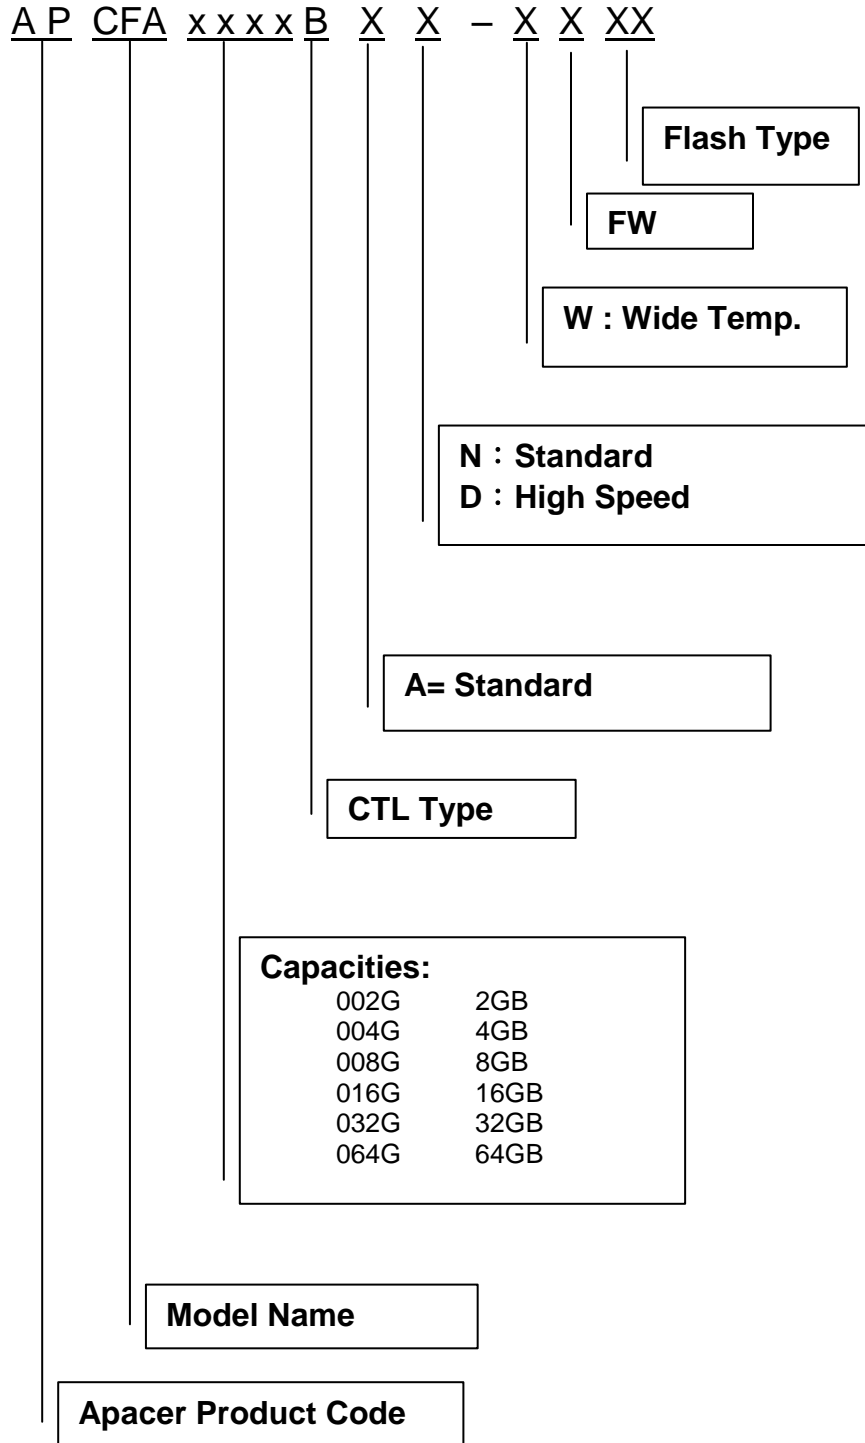 A P CFA x x x x B X X – X X XX
Flash Type
FW
W : Wide Temp.
N：Standard
D：High Speed
A= Standard
CTL Type
Capacities:
002G 2GB
004G 4GB
008G 8GB
016G 16GB
032G 32GB
064G 64GB
Model Name
Apacer Product Code